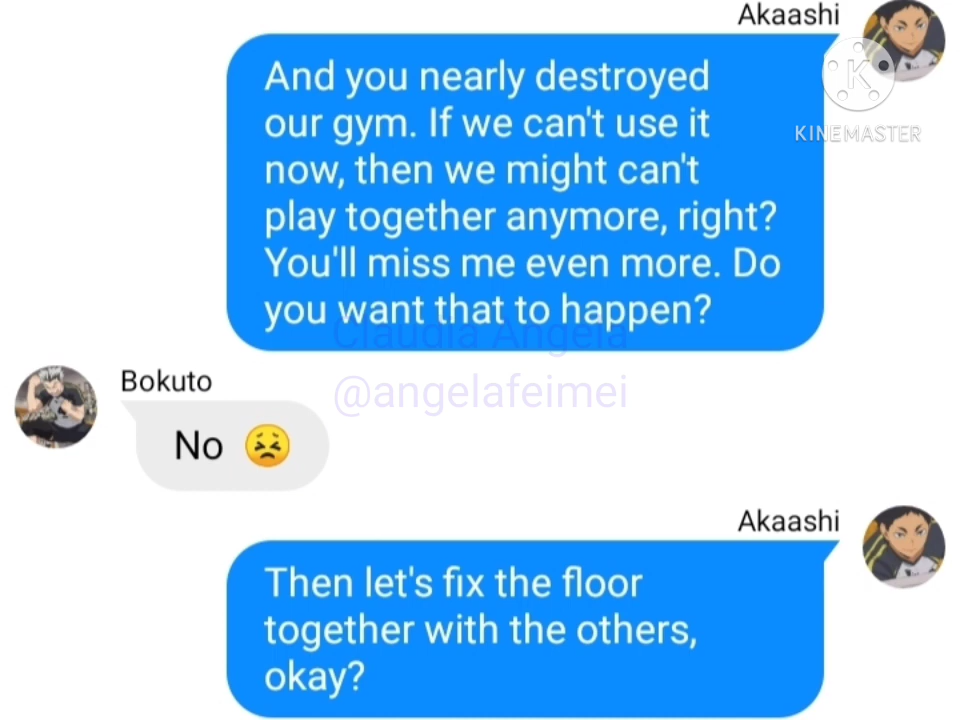 Akaashi
K
KINEMASTER
And you nearly destroyed
our gym. If we can't use it
now, then we might can't
play together anymore, right?
You'll miss me even more. Do
you want that to happen?
Claudia Angela
@angelafeimei
Bokuto
No 😣
Akaashi
Then let's fix the floor
together with the others,
okay?